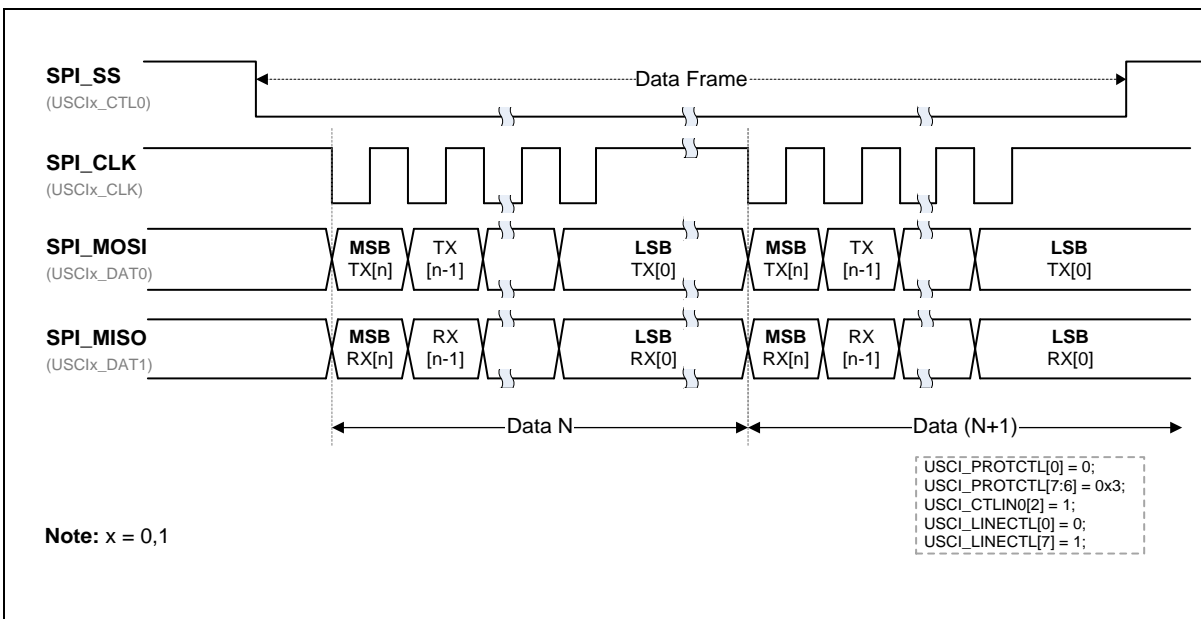 SPI_SS
(USCIx_CTL0)
Data Frame
SPI_CLK
(USCIx_CLK)
SPI_MOSI
(USCIx_DAT0)
MSB
TX[n]
TX
[n-1]
LSB
TX[0]
MSB
TX[n]
TX
[n-1]
LSB
TX[0]
SPI_MISO
(USCIx_DAT1)
MSB
RX[n]
RX
[n-1]
LSB
RX[0]
MSB
RX[n]
RX
[n-1]
LSB
RX[0]
Data N
Data (N+1)
USCI_PROTCTL[0] = 0;
USCI_PROTCTL[7:6] = 0x3;
USCI_CTLIN0[2] = 1;
USCI_LINECTL[0] = 0;
USCI_LINECTL[7] = 1;
Note: x = 0,1